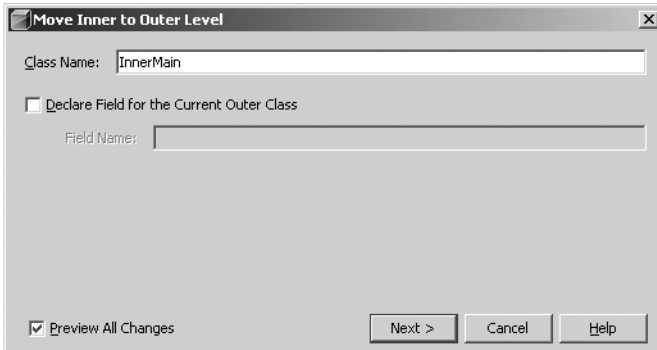 Move Inner to Outer Level
Class Name: InnerMain
Declare Field for the Current Outer Class
Field Name:
Preview All Changes Next > Cancel Help